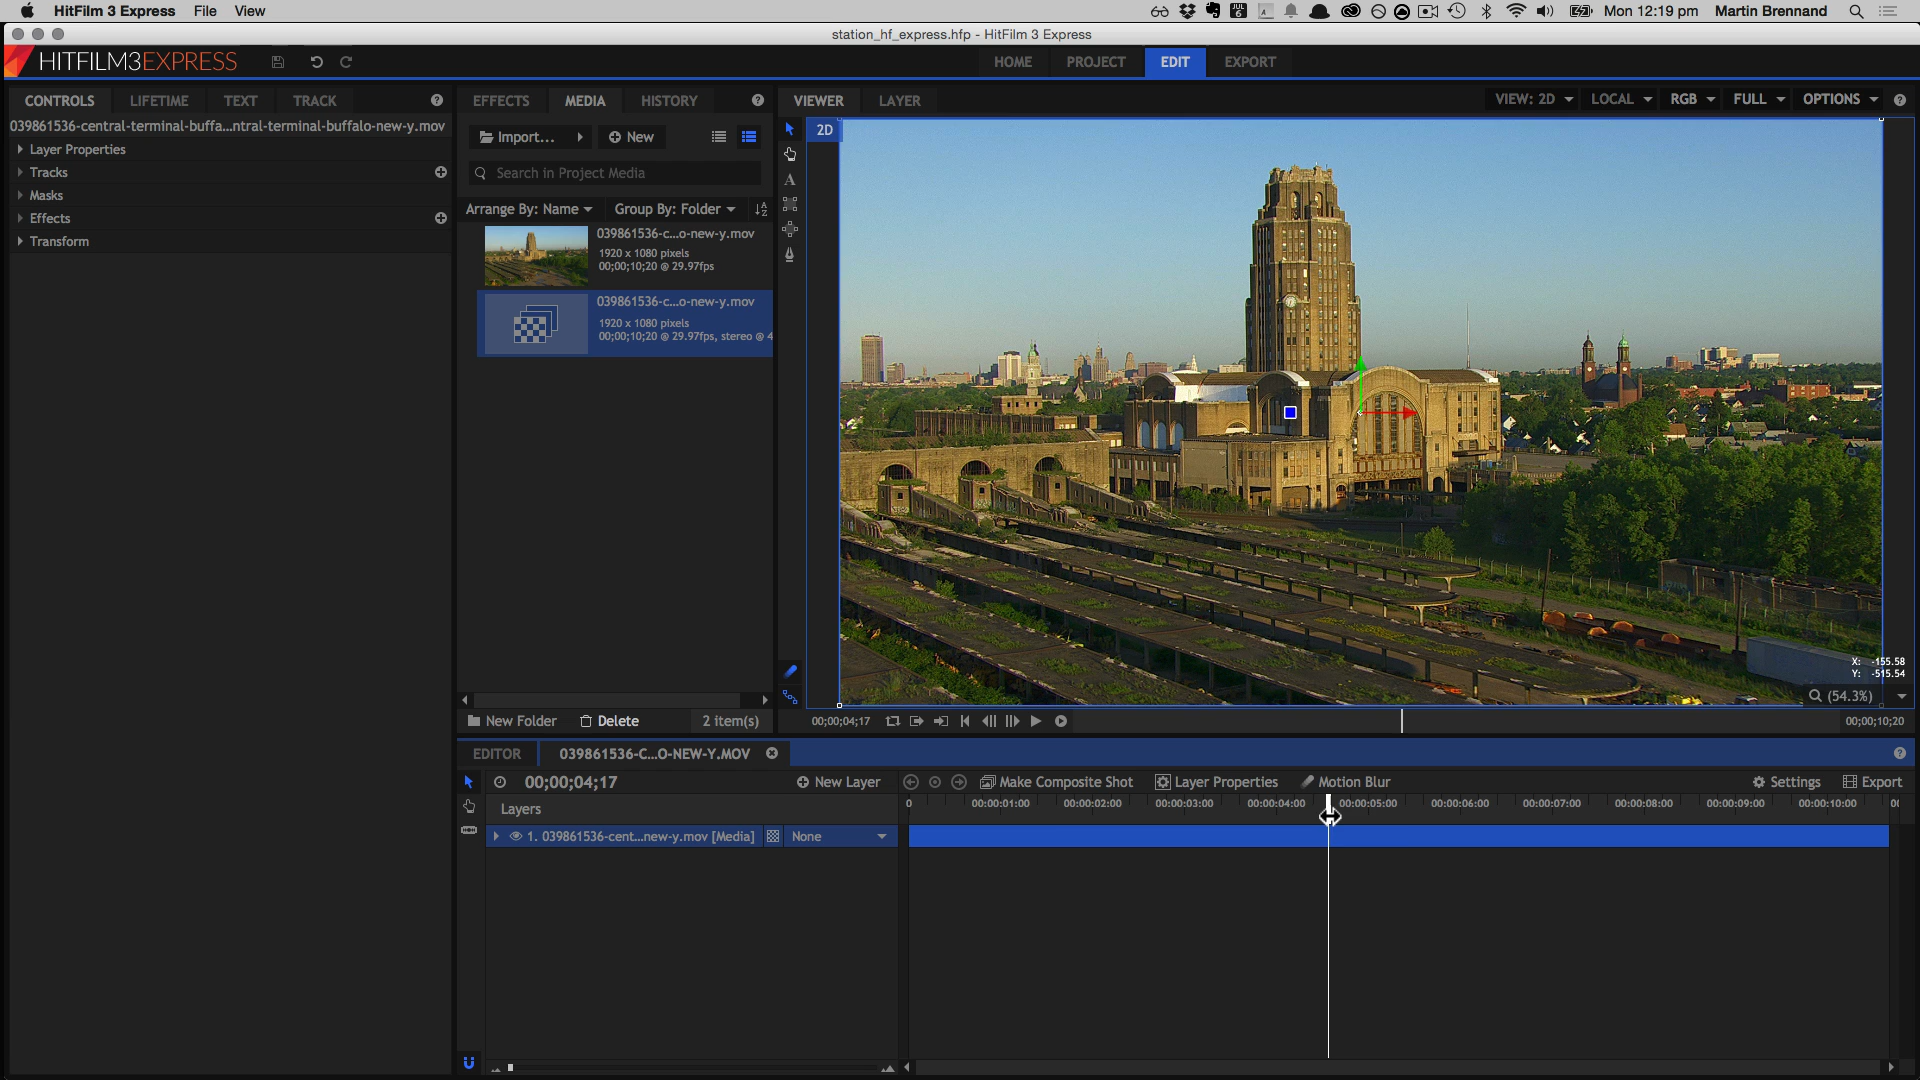 HitFilm 3 Express File View
Mon 12:19 pm Martin Brennand
station_hf_express.hfp - HitFilm 3 Express
HITFILM3EXPRESS
HOME PROJECT EDIT EXPORT
CONTROLS LIFETIME TEXT TRACK
EFFECTS MEDIA HISTORY
VIEWER LAYER
VIEW: 2D LOCAL RGB FULL OPTIONS
039861536-central-terminal-buffa...ntral-terminal-buffalo-new-y.mov
Layer Properties
Tracks
Masks
Effects
Transform
Import... New
Search in Project Media
Arrange By: Name Group By: Folder
039861536-c...o-new-y.mov
1920 x 1080 pixels
00;00;10;20 @ 29.97fps
039861536-c...o-new-y.mov
1920 x 1080 pixels
00;00;10;20 @ 29.97fps, stereo @ 4
New Folder Delete 2 item(s)
2D
X: -155.58
Y: -515.54
(54.3%)
00;00;04;17
00;00;10;20
EDITOR 039861536-C...O-NEW-Y.MOV
00;00;04;17 New Layer Make Composite Shot Layer Properties Motion Blur Settings Export
0 00:00:01:00 00:00:02:00 00:00:03:00 00:00:04:00 00:00:05:00 00:00:06:00 00:00:07:00 00:00:08:00 00:00:09:00 00:00:10:00
Layers
1. 039861536-cent...new-y.mov [Media] None